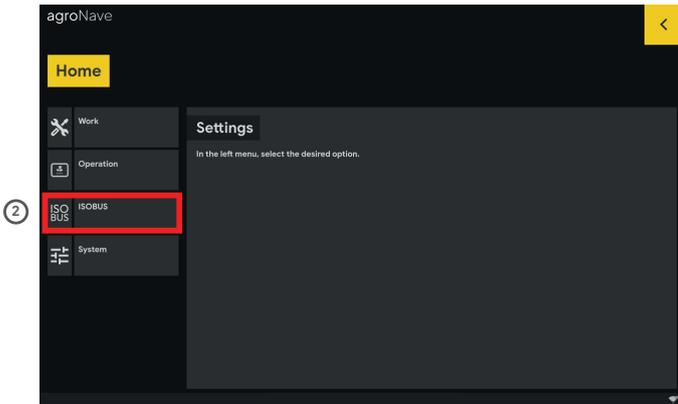 agroNave
Home
Work
Settings
In the left menu, select the desired option.
Operation
2
ISO
BUS
ISOBUS
System